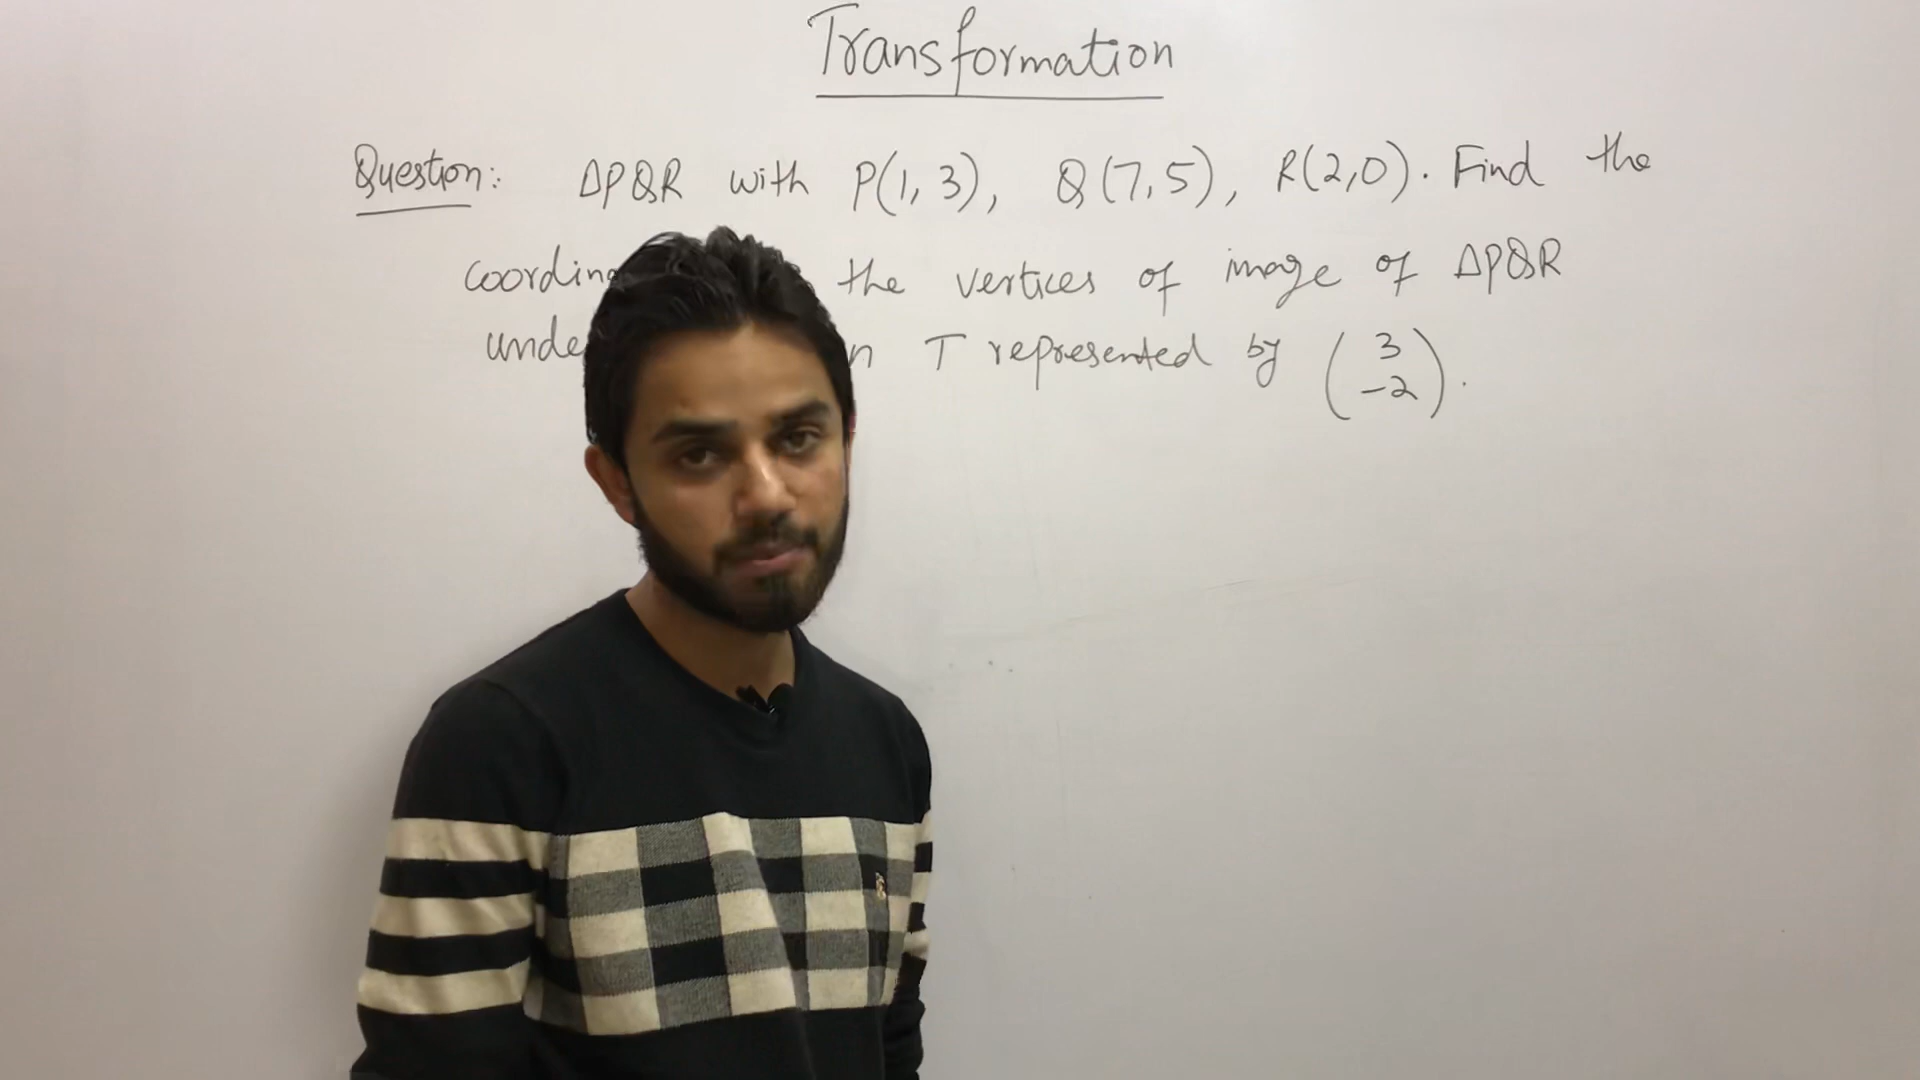 Transformation
Question: ΔPQR with P(1, 3), Q(7, 5), R(2,0). Find the
the vertices of image of ΔPQR
T represented by (3
-2).